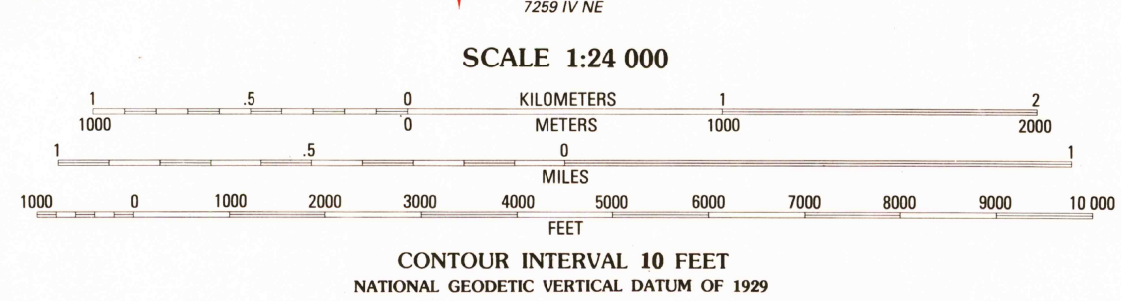 7259 IV NE
SCALE 1:24 000
1 .5 0 KILOMETERS 1 2
1000 0 METERS 1000 2000
1 .5 0 1
MILES
1000 0 1000 2000 3000 4000 5000 6000 7000 8000 9000 10 000
FEET
CONTOUR INTERVAL 10 FEET
NATIONAL GEODETIC VERTICAL DATUM OF 1929